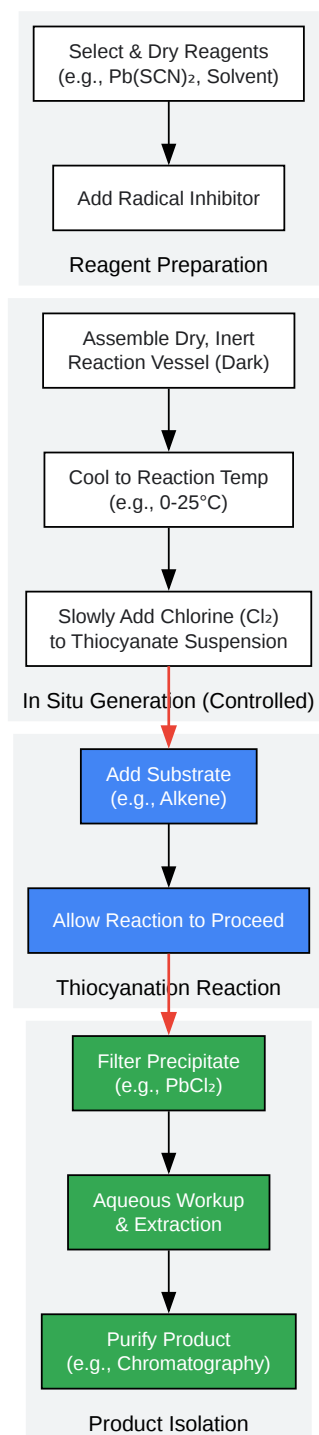 Select & Dry Reagents
(e.g., Pb(SCN)₂, Solvent)
Add Radical Inhibitor
Reagent Preparation
Assemble Dry, Inert
Reaction Vessel (Dark)
Cool to Reaction Temp
(e.g., 0-25°C)
Slowly Add Chlorine (Cl₂)
to Thiocyanate Suspension
In Situ Generation (Controlled)
Add Substrate
(e.g., Alkene)
Allow Reaction to Proceed
Thiocyanation Reaction
Filter Precipitate
(e.g., PbCl₂)
Aqueous Workup
& Extraction
Purify Product
(e.g., Chromatography)
Product Isolation